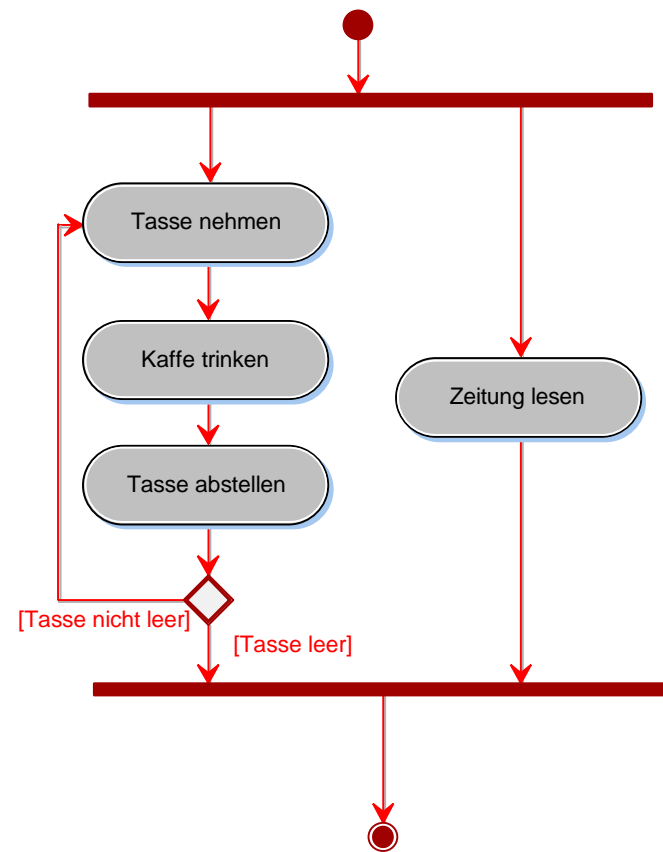 Tasse nehmen
Kaffe trinken
Zeitung lesen
Tasse abstellen
[Tasse nicht leer]
[Tasse leer]